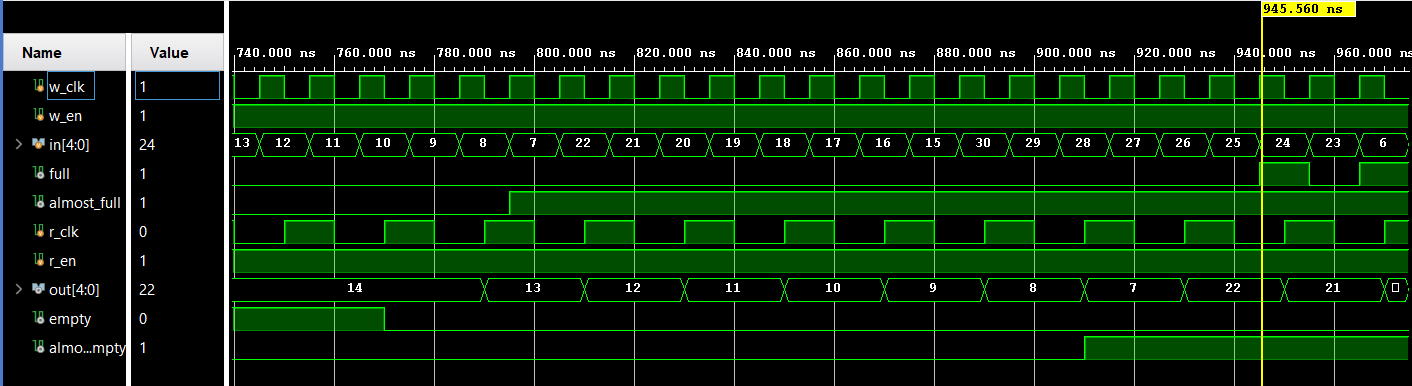 945.560 ns
Name Value
740.000 ns 760.000 ns 780.000 ns 800.000 ns 820.000 ns 840.000 ns 860.000 ns 880.000 ns 900.000 ns 920.000 ns 940.000 ns 960.000 ns
w_clk 1
w_en 1
in[4:0] 24 13 12 11 10 9 8 7 22 21 20 19 18 17 16 15 30 29 28 27 26 25 24 23 6
full 1
almost_full 1
r_clk 0
r_en 1
out[4:0] 22 14 13 12 11 10 9 8 7 22 21
empty 0
almo...mpty 1